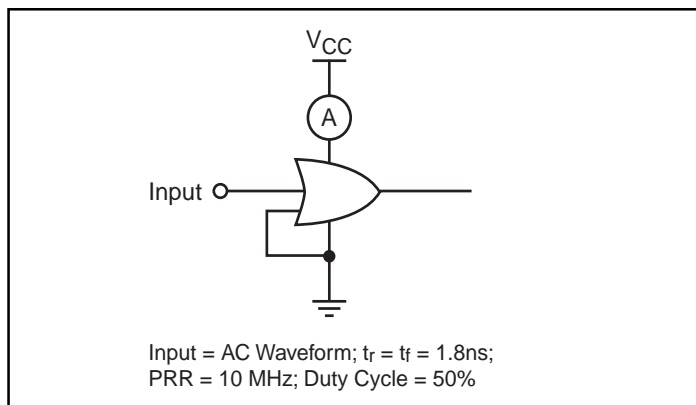 VCC
A
Input
Input = AC Waveform; tr = tf = 1.8ns;
PRR = 10 MHz; Duty Cycle = 50%